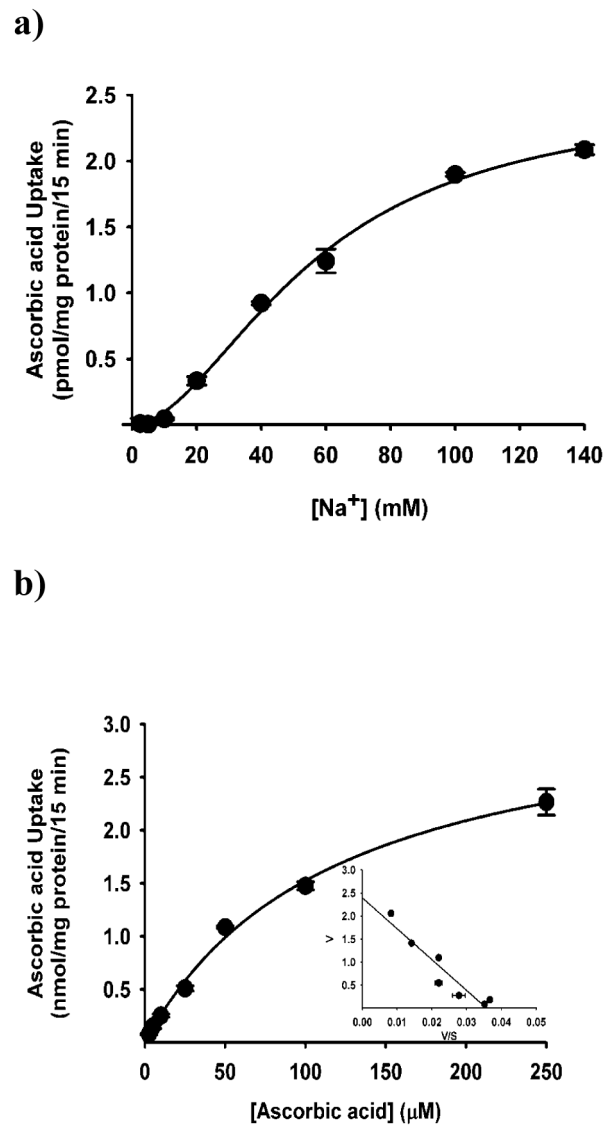 a)
Ascorbic acid Uptake
(pmol/mg protein/15 min)
2.5
2.0
1.5
1.0
0.5
0 20 40 60 80 100 120 140
[Na+] (mM)
b)
Ascorbic acid Uptake
(nmol/mg protein/15 min)
3.0
2.5
2.0
1.5
1.0
0.5
0 50 100 150 200 250
[Ascorbic acid] (μM)
V
3.0
2.5
2.0
1.5
1.0
0.5
0.00 0.01 0.02 0.03 0.04 0.05
V/S